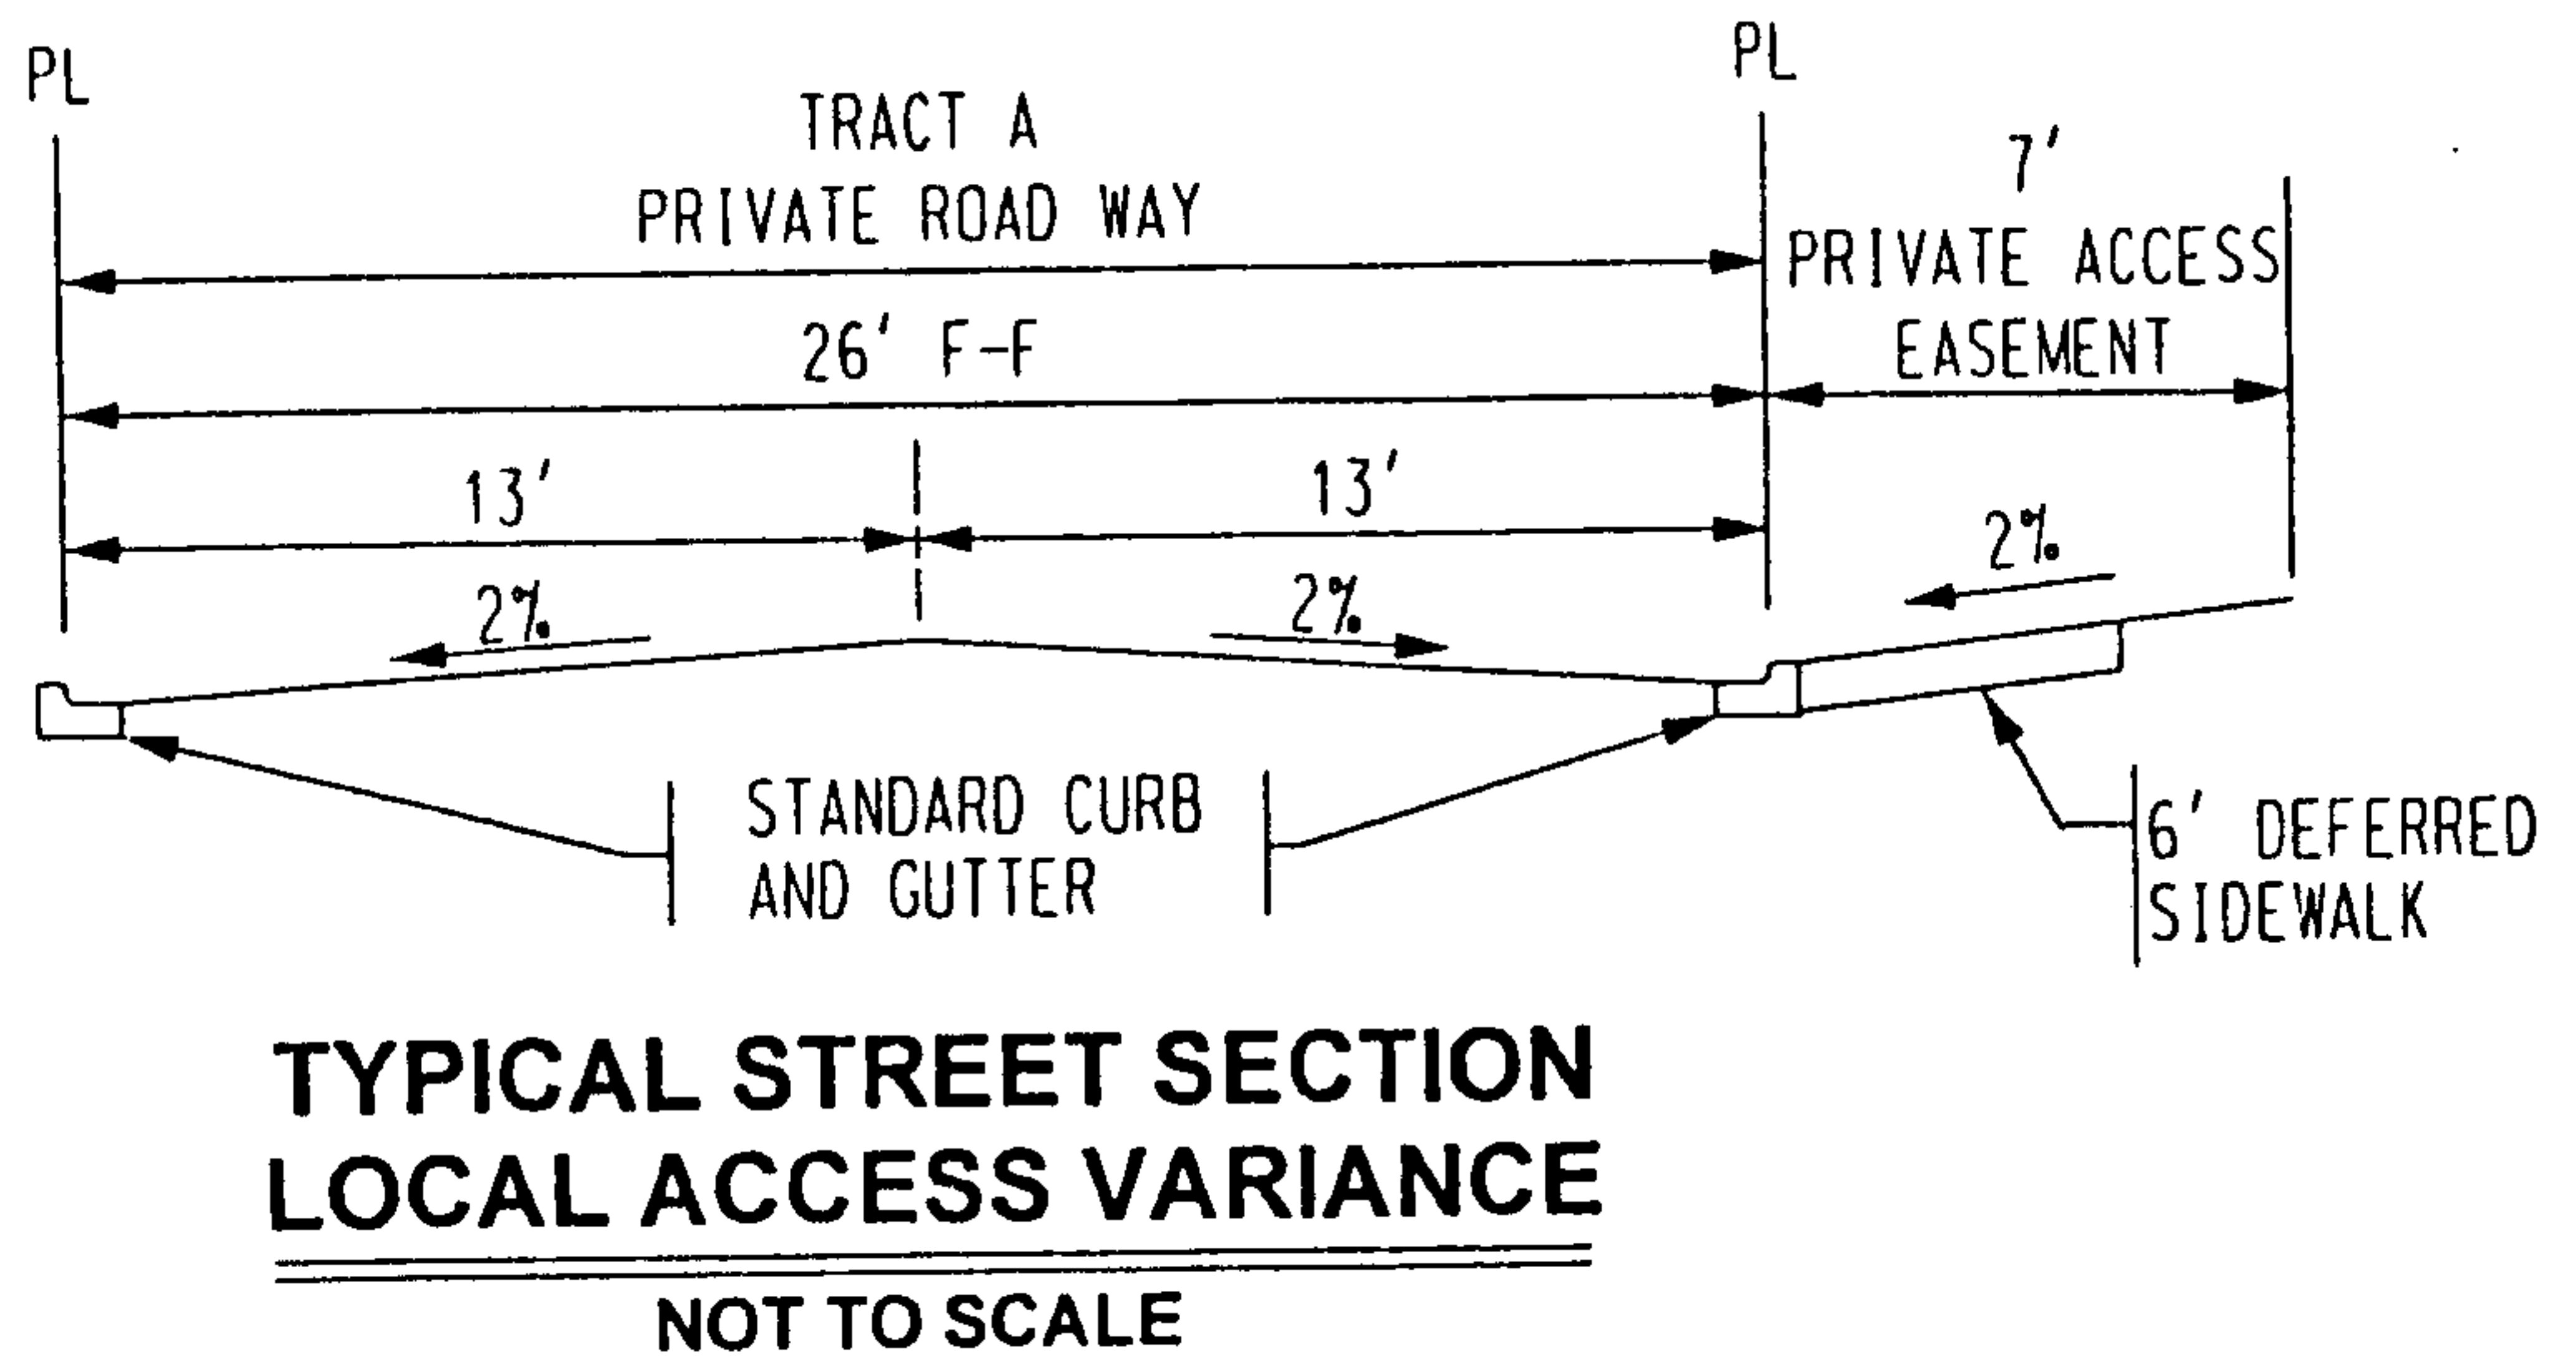 PL
PL
TRACT A
PRIVATE ROAD WAY
7'
PRIVATE ACCESS
EASEMENT
26' F-F
13'
13'
2%
2%
2%
STANDARD CURB
AND GUTTER
6' DEFERRED
SIDEWALK
TYPICAL STREET SECTION
LOCAL ACCESS VARIANCE
NOT TO SCALE